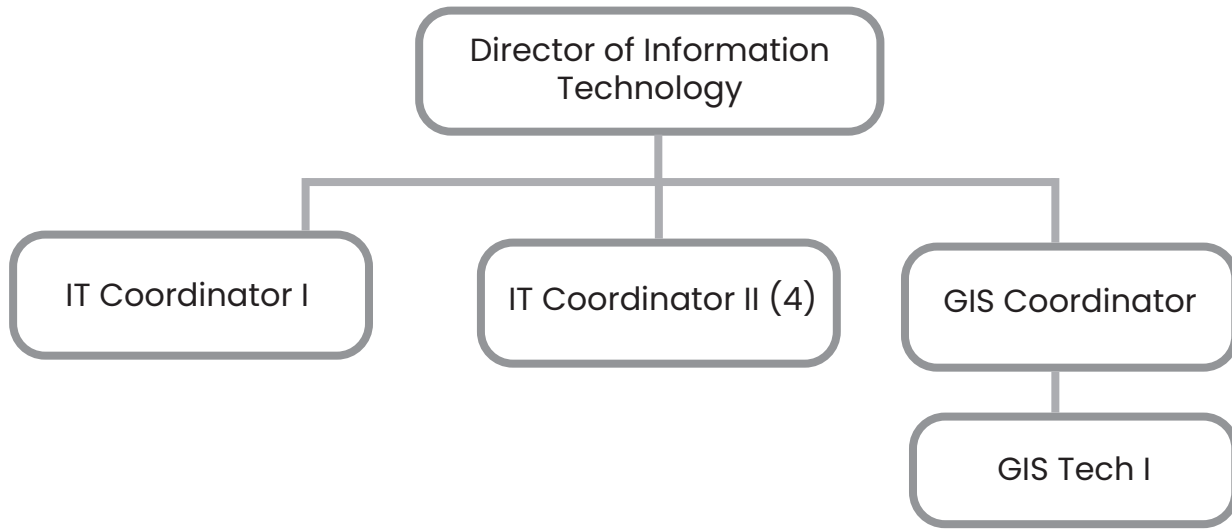 Director of Information
Technology
IT Coordinator I
IT Coordinator II (4)
GIS Coordinator
GIS Tech I